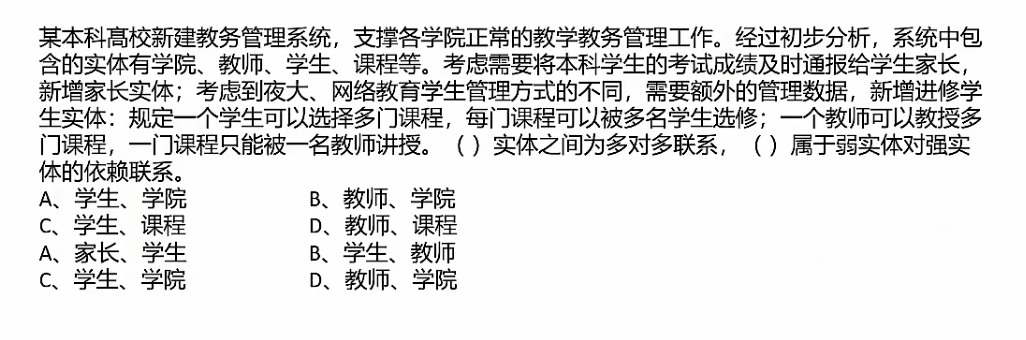 某本科高校新建教务管理系统，支撑各学院正常的教学教务管理工作。经过初步分析，系统中包
含的实体有学院、教师、学生、课程等。考虑需要将本科学生的考试成绩及时通报给学生家长，
新增家长实体；考虑到夜大、网络教育学生管理方式的不同，需要额外的管理数据，新增进修学
生实体：规定一个学生可以选择多门课程，每门课程可以被多名学生选修；一个教师可以教授多
门课程，一门课程只能被一名教师讲授。（ ）实体之间为多对多联系，（ ）属于弱实体对强实
体的依赖联系。
A、学生、学院 B、教师、学院
C、学生、课程 D、教师、课程
A、家长、学生 B、学生、教师
C、学生、学院 D、教师、学院